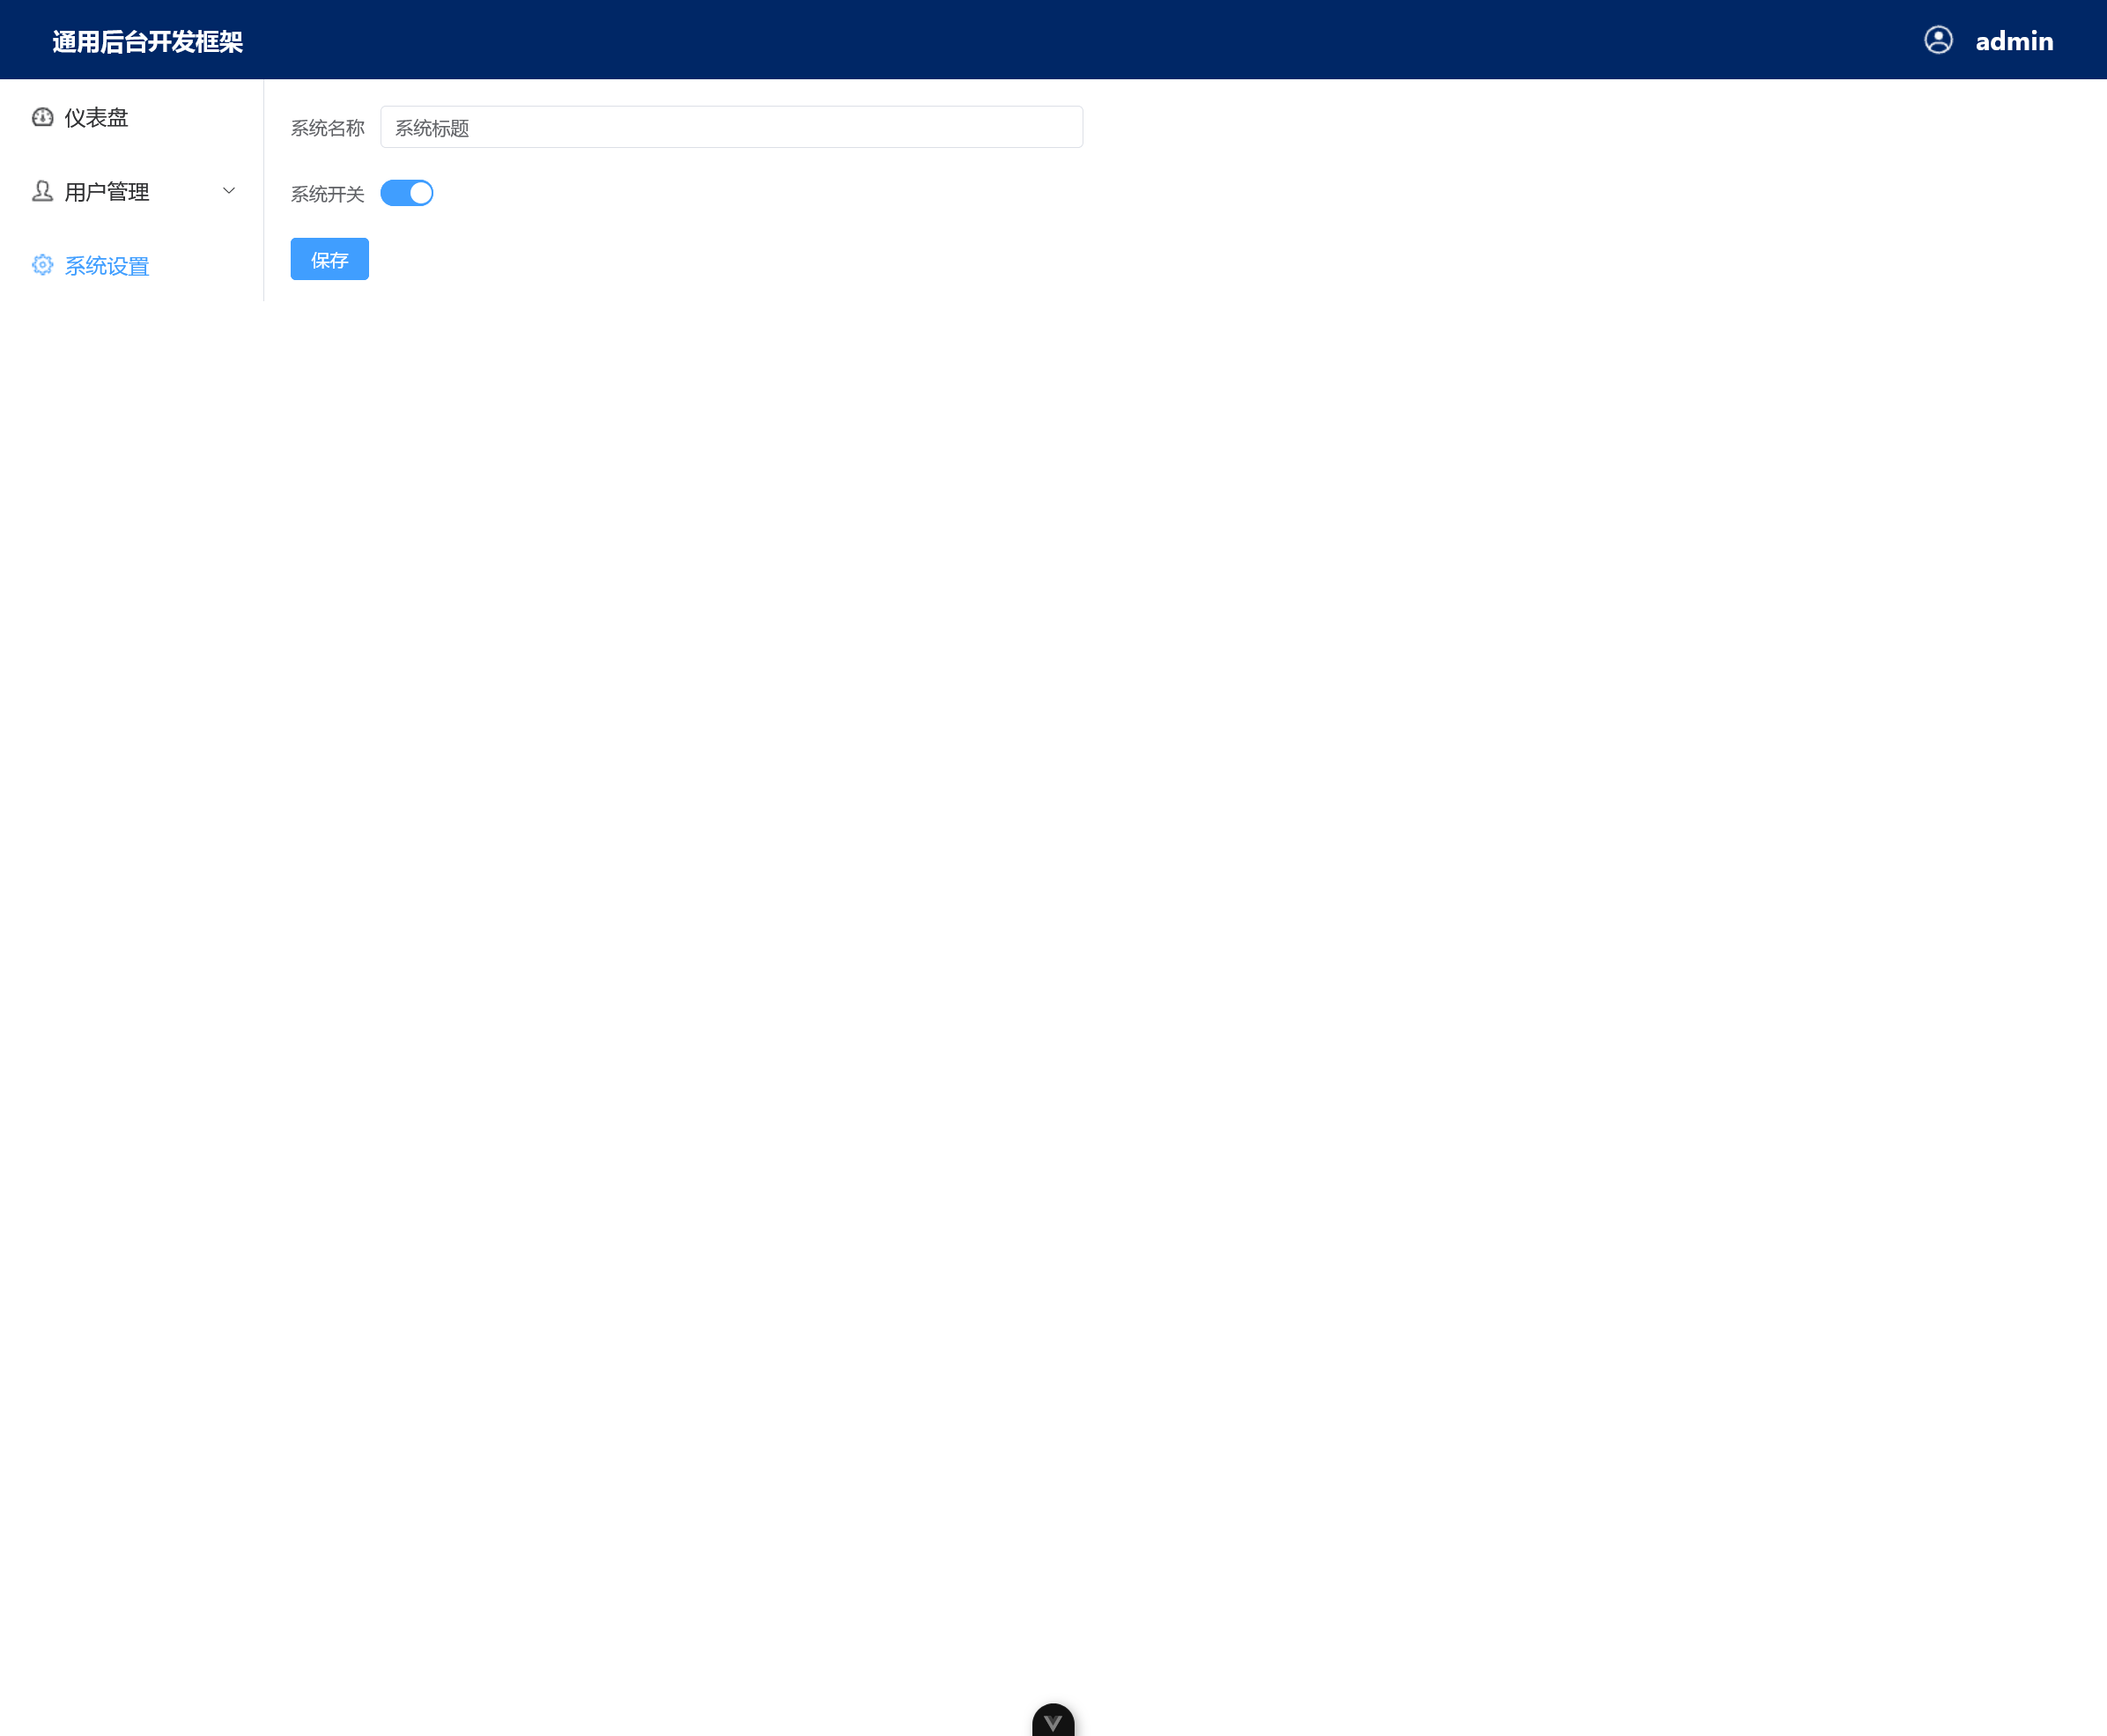 通用后台开发框架
admin
仪表盘
用户管理
系统设置
系统名称 系统标题
系统开关
保存